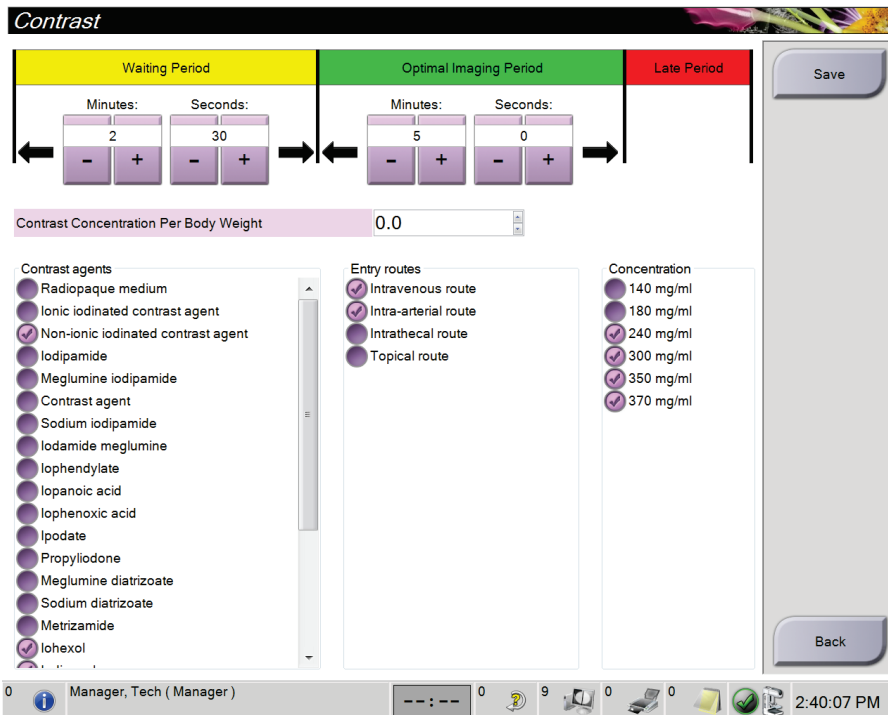 Contrast
Waiting Period Optimal Imaging Period Late Period
Save
Minutes: Seconds: Minutes: Seconds:
2 30 5 0
- + - + - + - +
Contrast Concentration Per Body Weight 0.0
Contrast agents
Radiopaque medium
Ionic iodinated contrast agent
Non-ionic iodinated contrast agent
Iodipamide
Meglumine iodipamide
Contrast agent
Sodium iodipamide
Iodamide meglumine
Iophendylate
Iopanoic acid
Iophenoxic acid
Ipodate
Propyliodone
Meglumine diatrizoate
Sodium diatrizoate
Metrizamide
Iohexol
Entry routes
Intravenous route
Intra-arterial route
Intrathecal route
Topical route
Concentration
140 mg/ml
180 mg/ml
240 mg/ml
300 mg/ml
350 mg/ml
370 mg/ml
Back
0 Manager, Tech ( Manager ) --:-- 0 9 0 0 2:40:07 PM